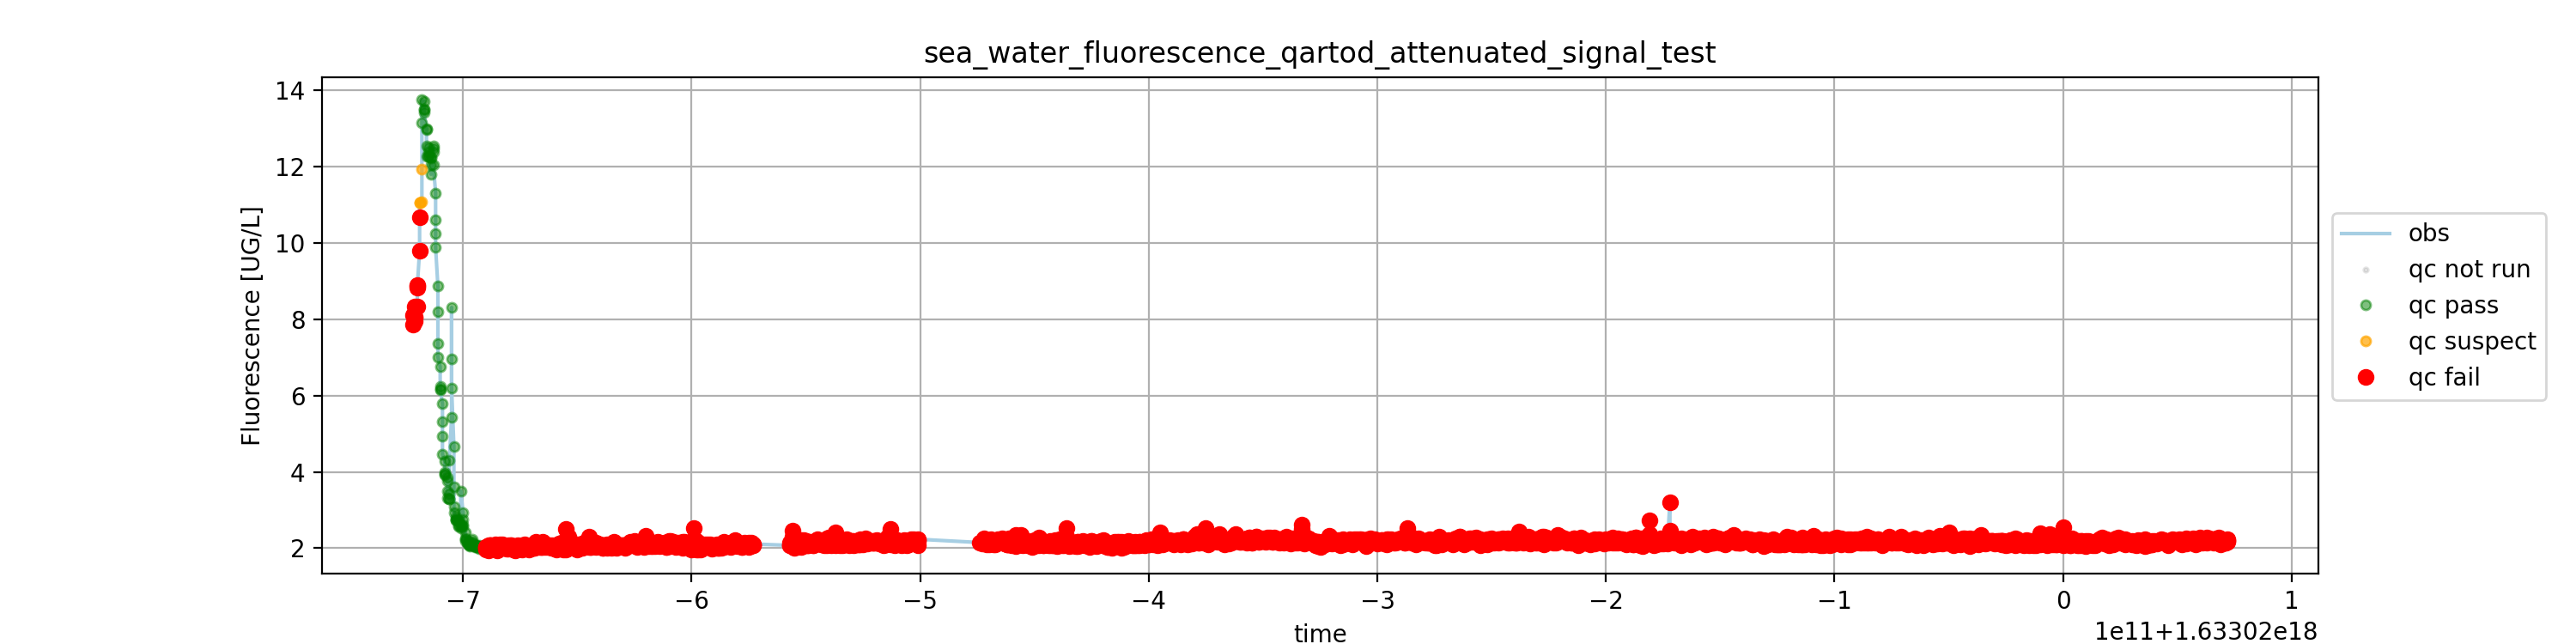 sea_water_fluorescence_qartod_attenuated_signal_test
Fluorescence [UG/L]
14
12
10
8
6
4
2
−7
−6
−5
−4
−3
−2
−1
0
1
time
1e11+1.63302e18
obs
qc not run
qc pass
qc suspect
qc fail